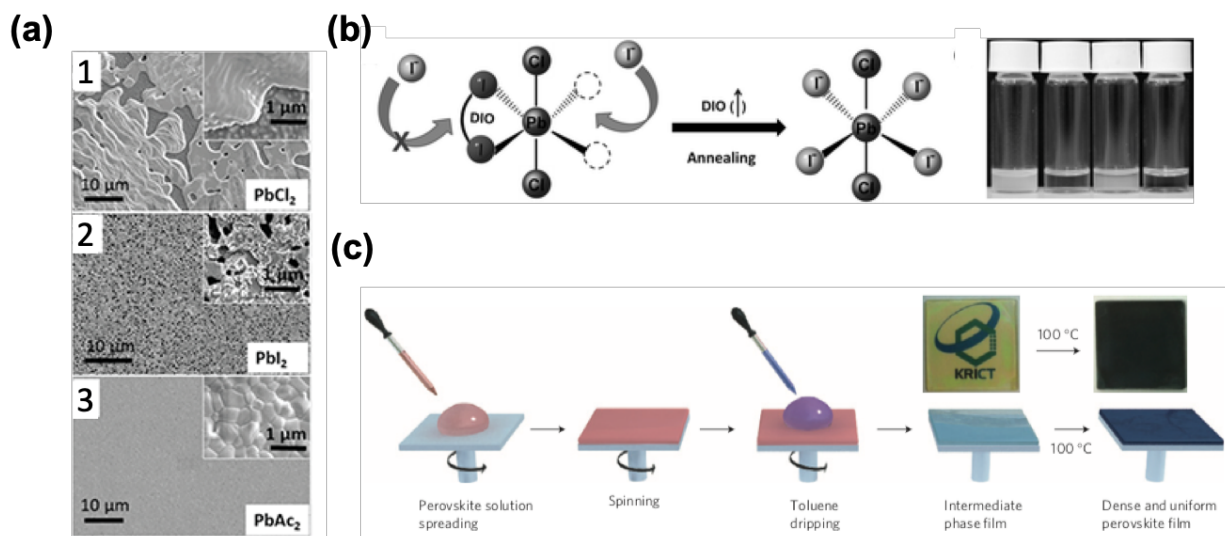 (a)
1
1 µm
10 µm
PbCl₂
2
1 µm
10 µm
PbI₂
3
1 µm
10 µm
PbAc₂
(b)
I⁻
Cl
I⁻
I
DIO
Pb
I
Cl
X
DIO (↑)
Annealing
Cl
I⁻
I⁻
Pb
I⁻
I⁻
Cl
(c)
KRICT
100 °C
100 °C
Perovskite solution
spreading
Spinning
Toluene
dripping
Intermediate
phase film
Dense and uniform
perovskite film